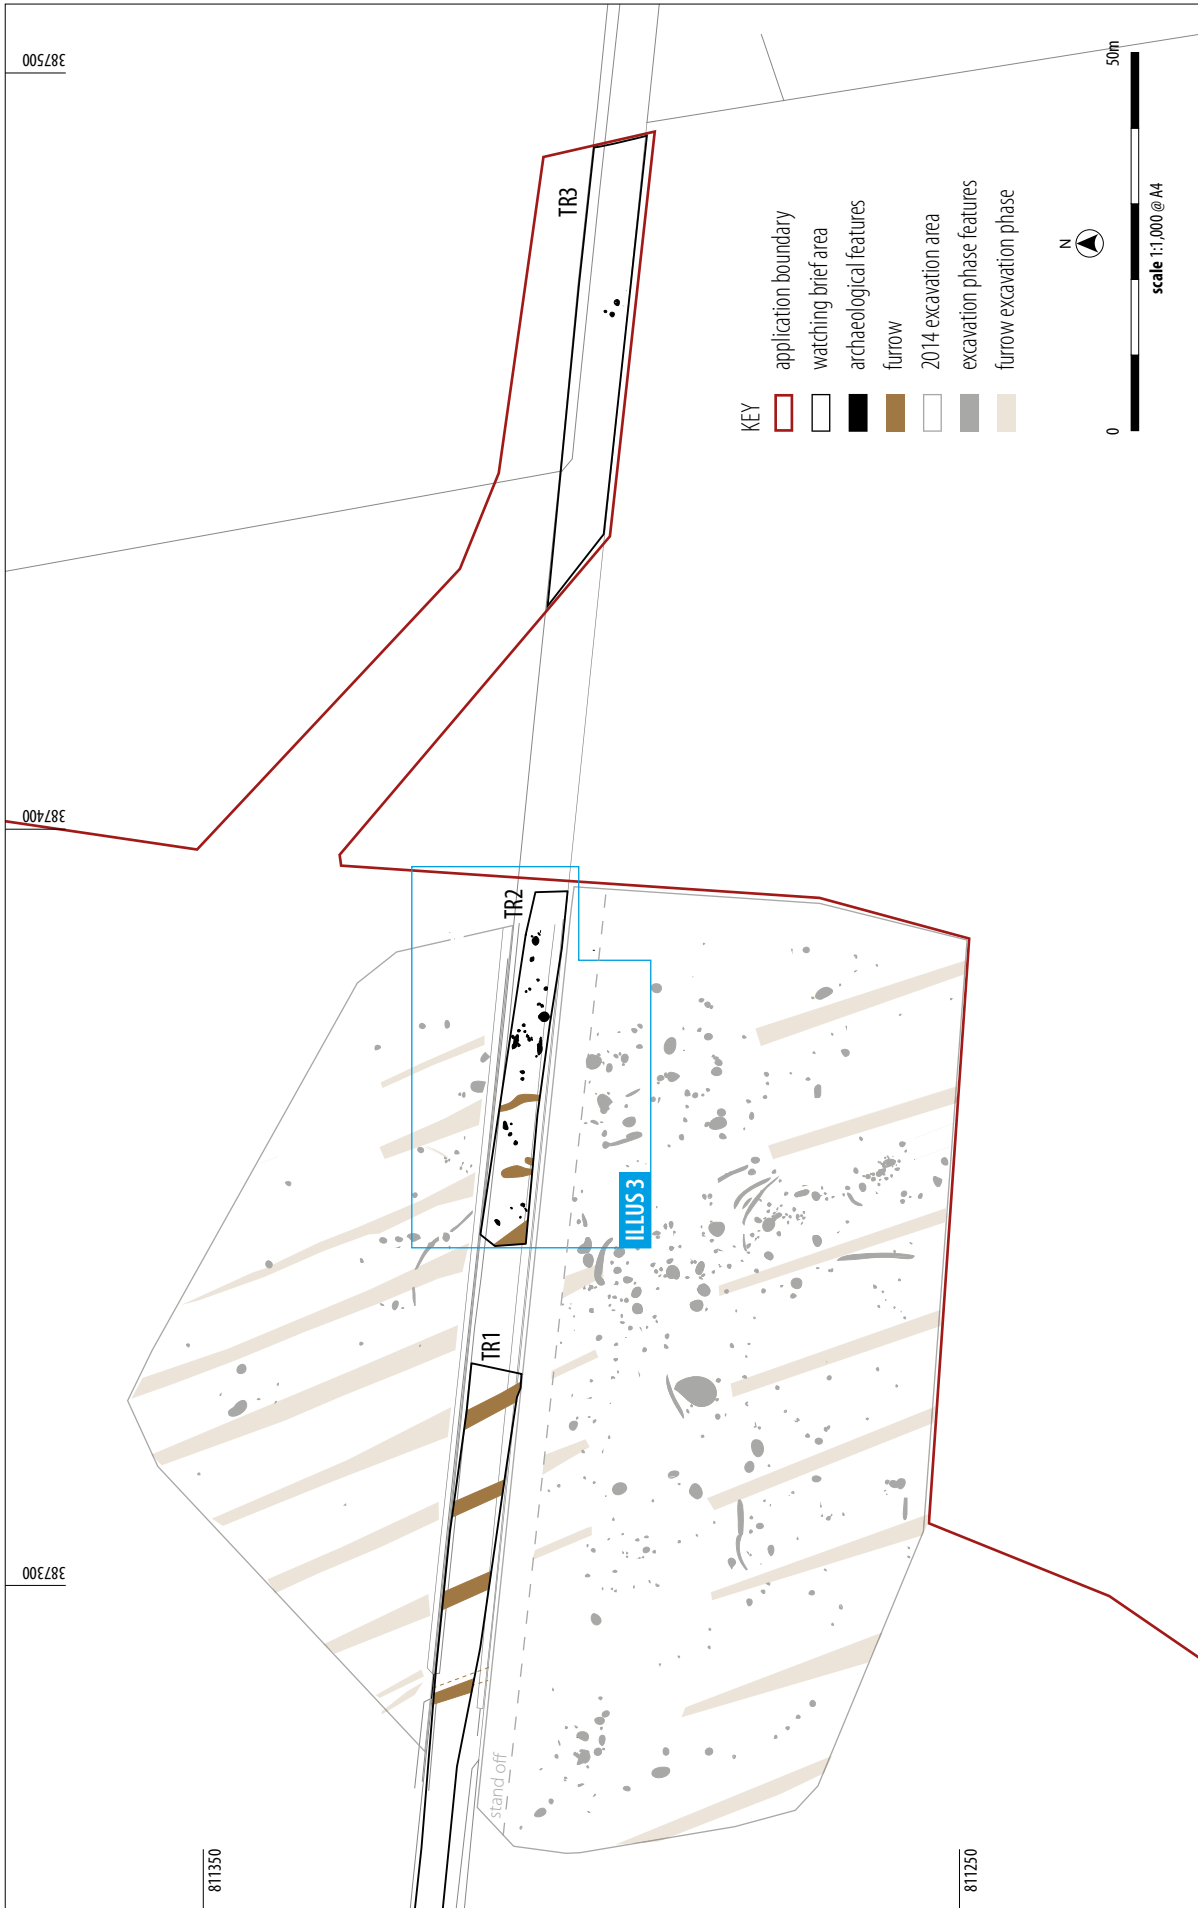 387500
387400
387300
811350
811250
TR3
TR2
TR1
ILLUS 3
stand off
KEY
application boundary
watching brief area
archaeological features
furrow
2014 excavation area
excavation phase features
furrow excavation phase
N
0
50m
scale 1:1,000 @ A4